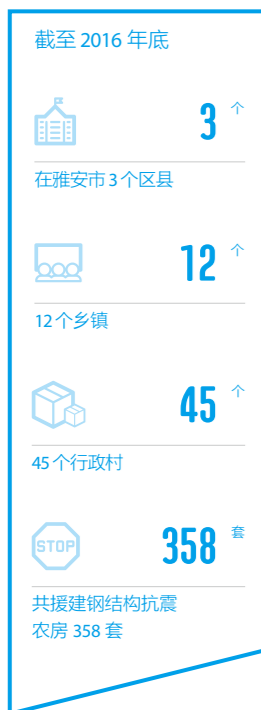 截至 2016 年底
3 个
在雅安市 3 个区县
12 个
12 个乡镇
45 个
45 个行政村
STOP
358 套
共援建钢结构抗震
农房 358 套